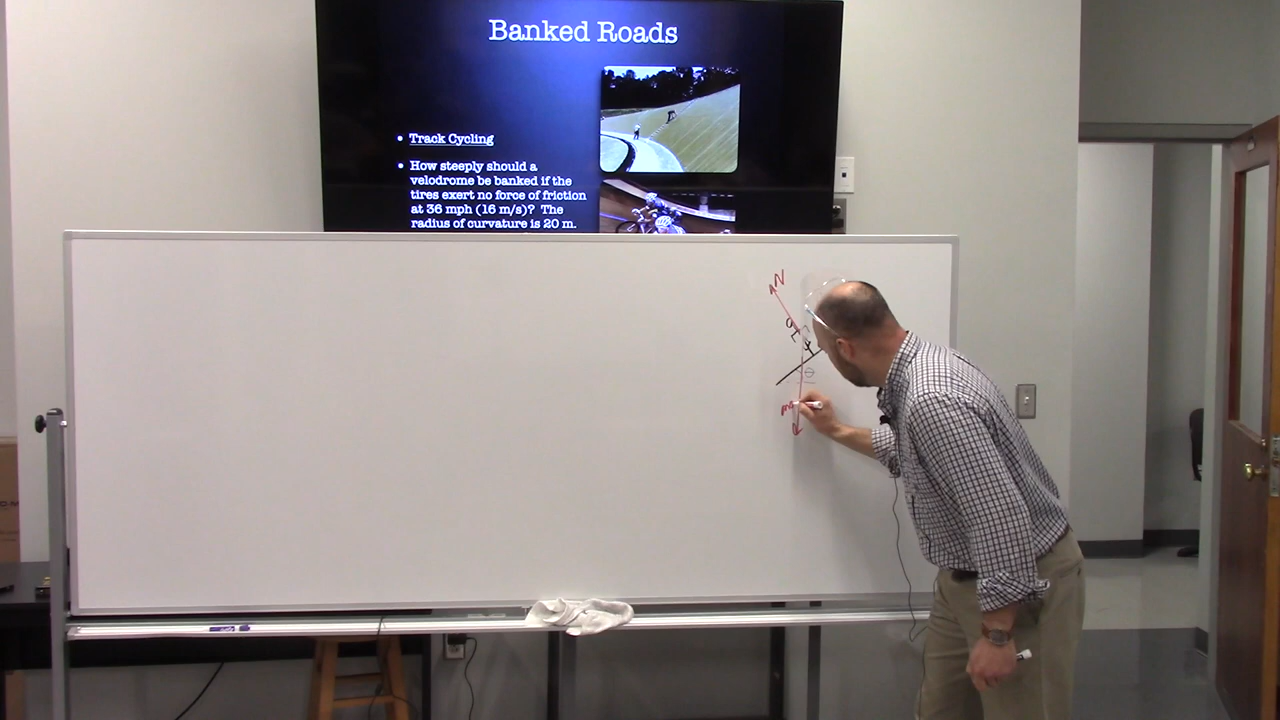 Banked Roads
• Track Cycling
• How steeply should a
velodrome be banked if the
tires exert no force of friction
at 36 mph (16 m/s)? The
radius of curvature is 20 m.
N
θ
m